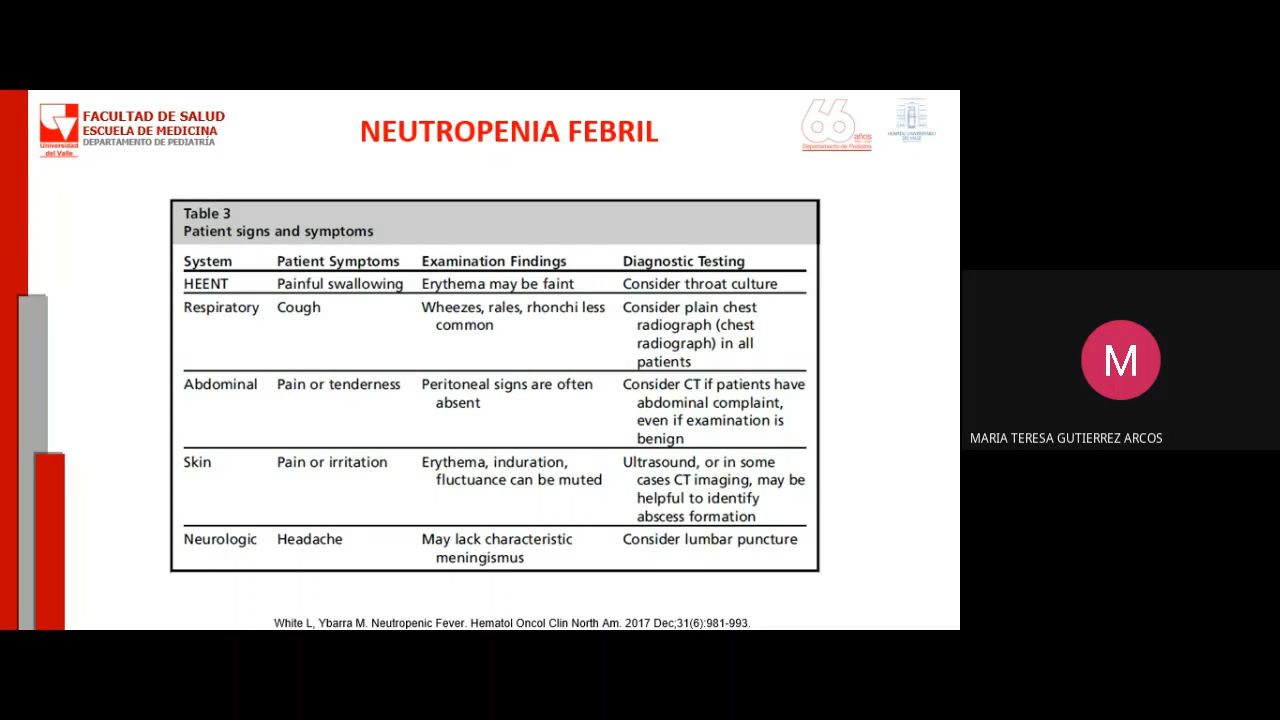 FACULTAD DE SALUD
ESCUELA DE MEDICINA
DEPARTAMENTO DE PEDIATRÍA
Universidad
del Valle
NEUTROPENIA FEBRIL
66 años
Departamento de Pediatría
Table 3
Patient signs and symptoms
System Patient Symptoms Examination Findings Diagnostic Testing
HEENT Painful swallowing Erythema may be faint Consider throat culture
Respiratory Cough Wheezes, rales, rhonchi less Consider plain chest
common radiograph (chest
radiograph) in all
patients
Abdominal Pain or tenderness Peritoneal signs are often Consider CT if patients have
absent abdominal complaint,
even if examination is
benign
Skin Pain or irritation Erythema, induration, Ultrasound, or in some
fluctuance can be muted cases CT imaging, may be
helpful to identify
abscess formation
Neurologic Headache May lack characteristic Consider lumbar puncture
meningismus
White L, Ybarra M. Neutropenic Fever. Hematol Oncol Clin North Am. 2017 Dec;31(6):981-993.
M
MARIA TERESA GUTIERREZ ARCOS